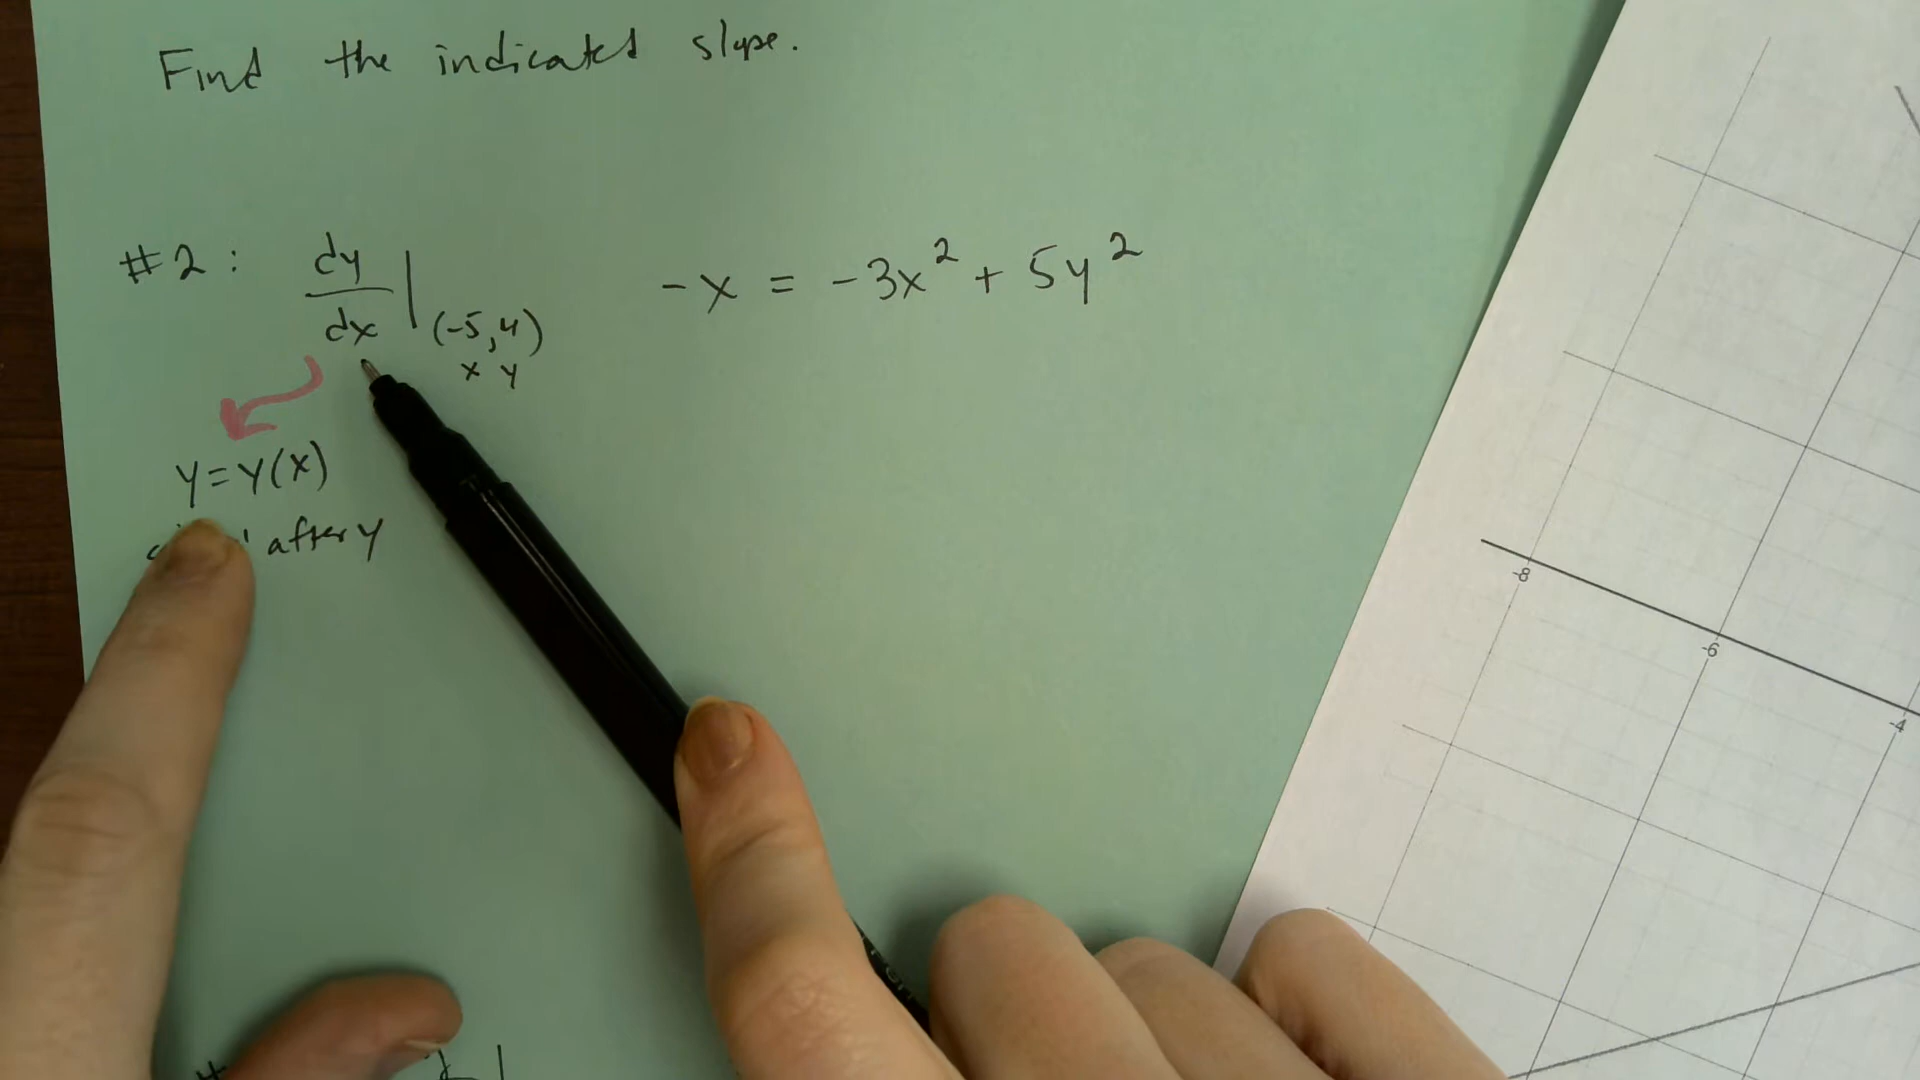 Find the indicated slope.
#2: dy/dx | (-5,4) -x = -3x² + 5y²
x y
y=y(x)
after y
-8
-6
-4